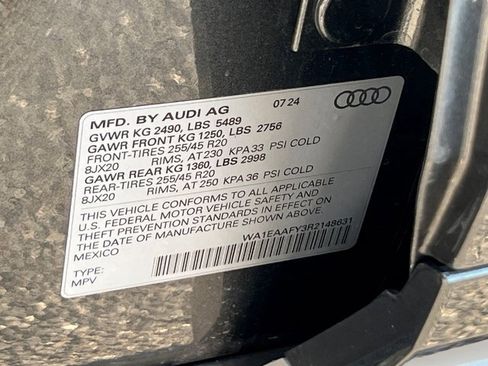 MFD. BY AUDI AG 07 24
GVWR KG 2490, LBS 5489
GAWR FRONT KG 1250, LBS 2756
FRONT-TIRES 255/45 R20
8JX20 RIMS, AT 230 KPA 33 PSI COLD
GAWR REAR KG 1360, LBS 2998
REAR-TIRES 255/45 R20
8JX20 RIMS, AT 250 KPA 36 PSI COLD
THIS VEHICLE CONFORMS TO ALL APPLICABLE
U.S. FEDERAL MOTOR VEHICLE SAFETY AND
THEFT PREVENTION STANDARDS IN EFFECT ON
THE DATE OF MANUFACTURE SHOWN ABOVE
MEXICO
WA1EAAFY3R2148631
TYPE:
MPV